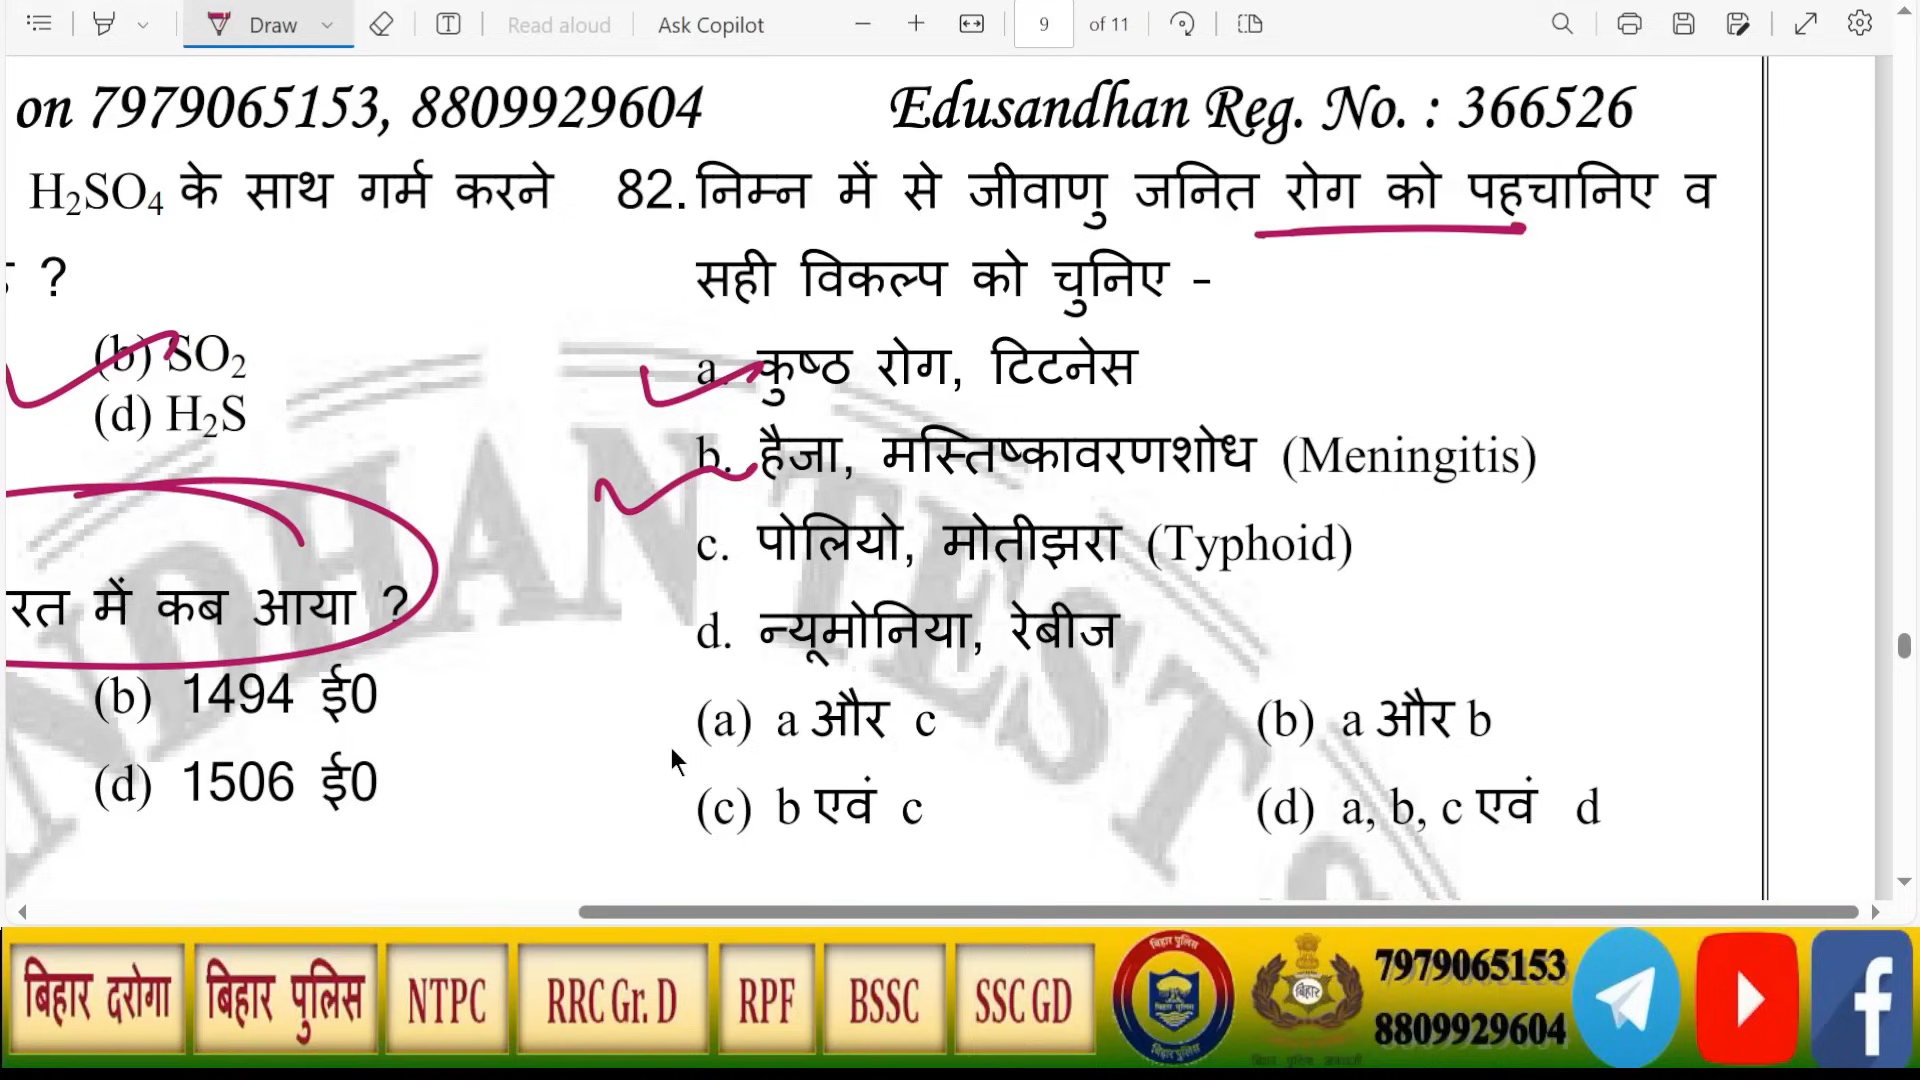 Draw
Read aloud
Ask Copilot
9
of 11
on 7979065153, 8809929604
Edusandhan Reg. No. : 366526
H₂SO₄ के साथ गर्म करने
?
(b) SO₂
(d) H₂S
रत में कब आया ?
(b) 1494 ई0
(d) 1506 ई0
82. निम्न में से जीवाणु जनित रोग को पहचानिए व
सही विकल्प को चुनिए -
a. कुष्ठ रोग, टिटनेस
b. हैजा, मस्तिष्कावरणशोध (Meningitis)
c. पोलियो, मोतीझरा (Typhoid)
d. न्यूमोनिया, रेबीज
(a) a और c
(b) a और b
(c) b एवं c
(d) a, b, c एवं d
NDHAN TEST S
बिहार दरोगा
बिहार पुलिस
NTPC
RRC Gr. D
RPF
BSSC
SSC GD
बिहार पुलिस
बिहार पुलिस
बिहार
बिहार पुलिस
7979065153
8809929604